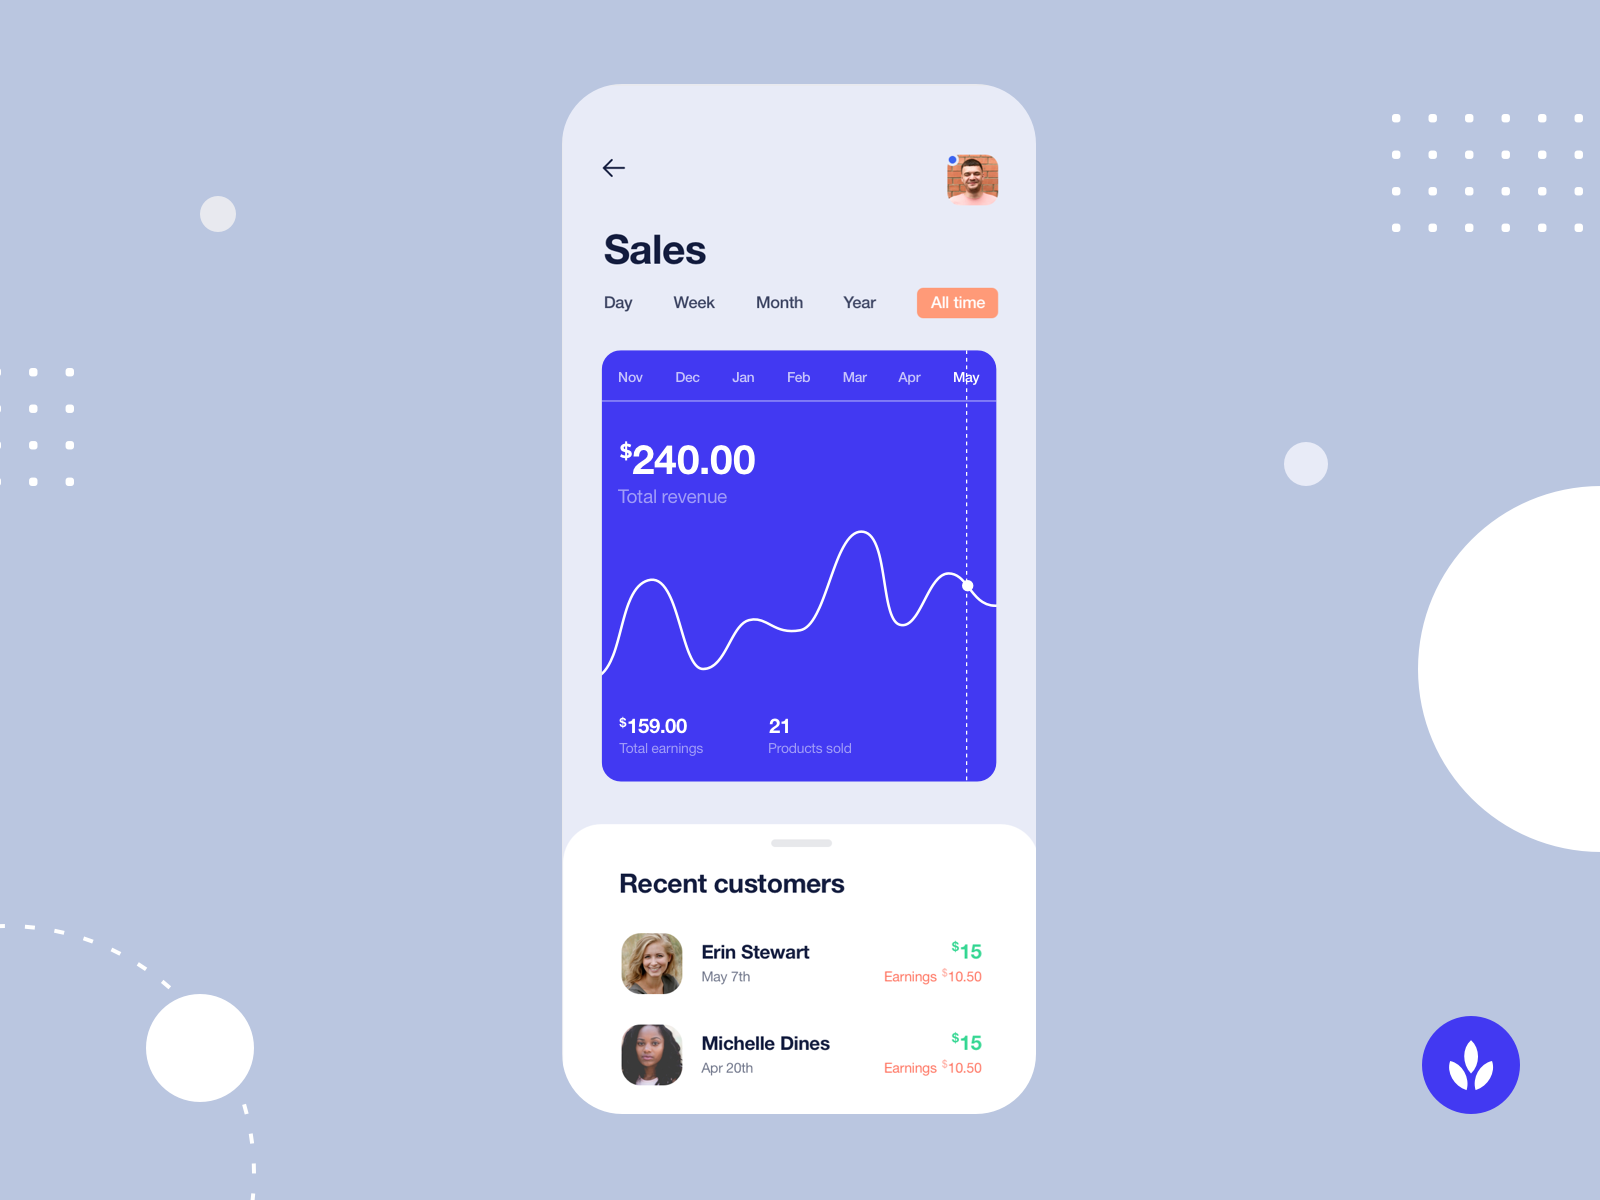 Sales
Day Week Month Year All time
Nov Dec Jan Feb Mar Apr May
$240.00
Total revenue
$159.00 21
Total earnings Products sold
Recent customers
Erin Stewart $15
May 7th Earnings $10.50
Michelle Dines $15
Apr 20th Earnings $10.50